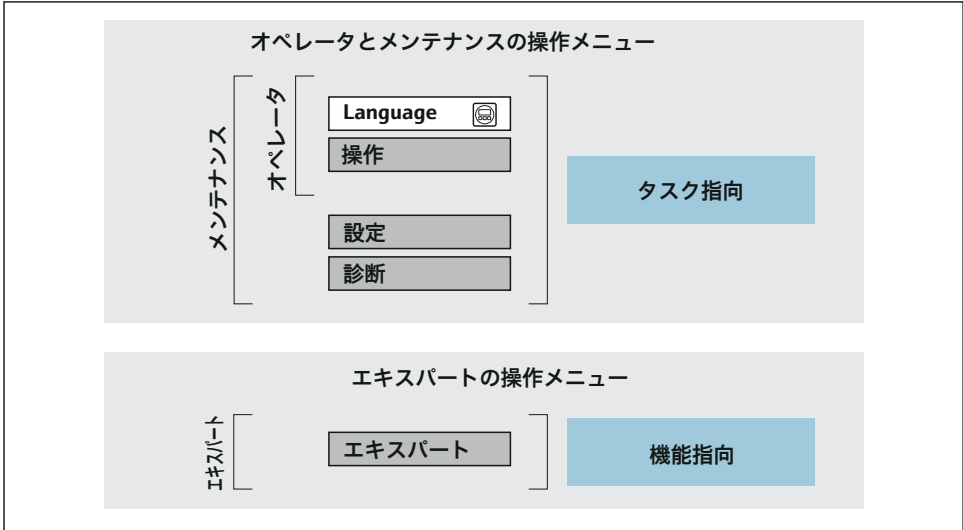 オペレータとメンテナンスの操作メニュー
メンテナンス
オペレータ
Language
操作
設定
診断
タスク指向
エキスパートの操作メニュー
エキスパート
エキスパート
機能指向